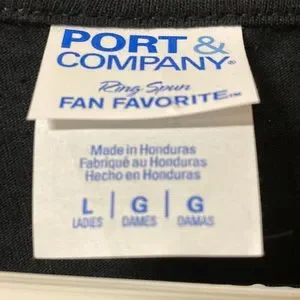 PORT &
COMPANY®
Ring Spun
FAN FAVORITE™
Made in Honduras
Fabriqué au Honduras
Hecho en Honduras
L | G | G
LADIES DAMES DAMAS